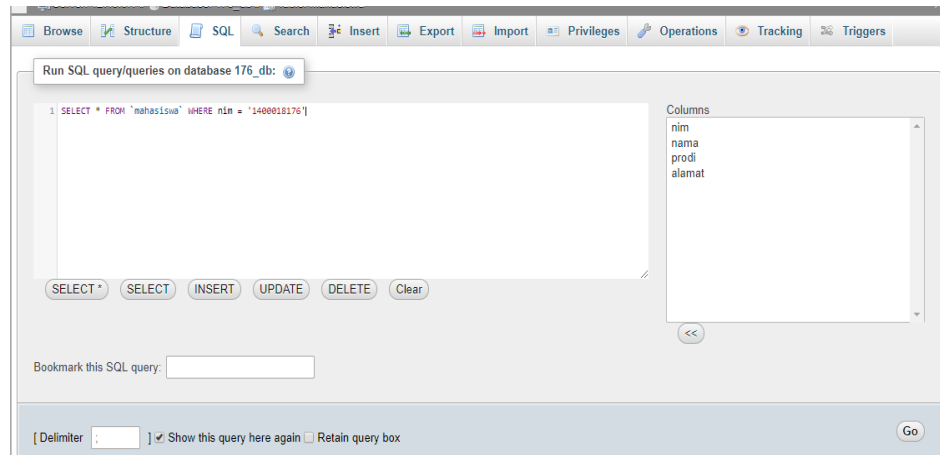 Browse Structure SQL Search Insert Export Import Privileges Operations Tracking Triggers
Run SQL query/queries on database 176_db:
1 SELECT * FROM `mahasiswa` WHERE nim = '1400018176'
Columns
nim
nama
prodi
alamat
SELECT * SELECT INSERT UPDATE DELETE Clear
<<
Bookmark this SQL query:
[ Delimiter ; ] Show this query here again Retain query box
Go